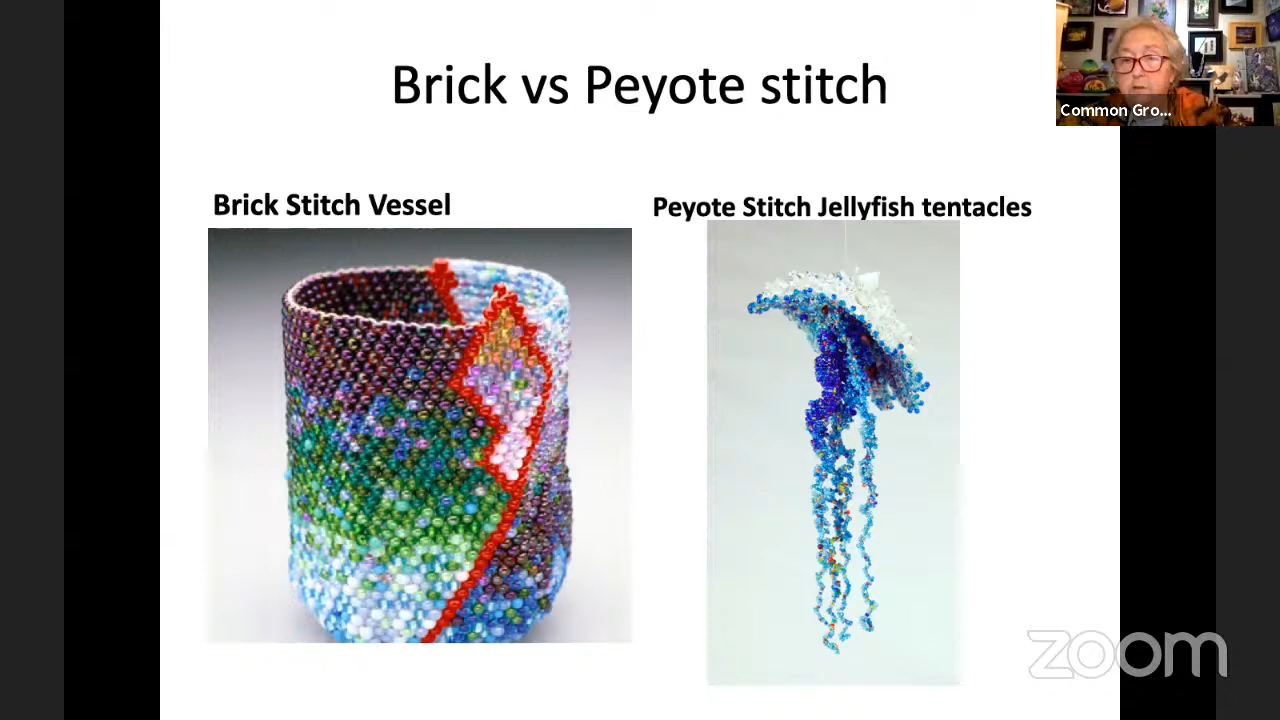 Brick vs Peyote stitch
Common Gro...
Brick Stitch Vessel
Peyote Stitch Jellyfish tentacles
zoom